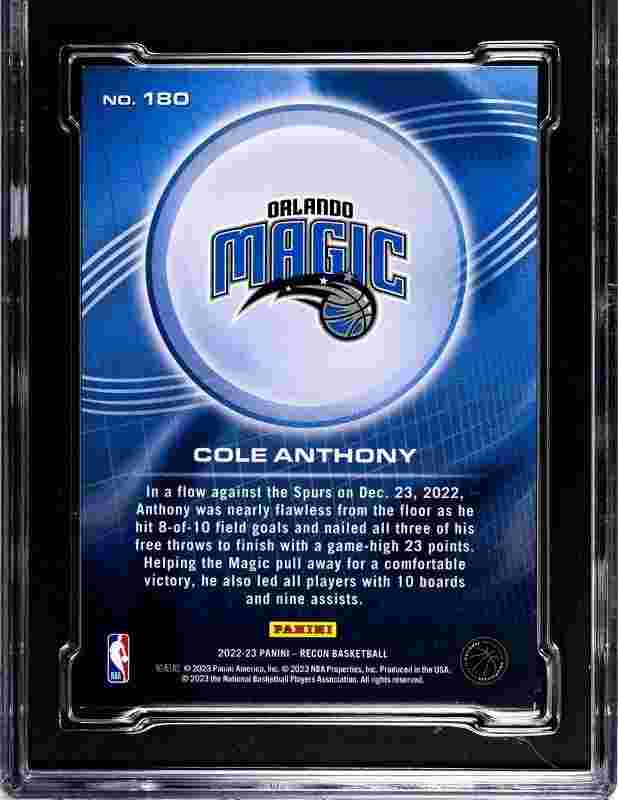 NO. 180
ORLANDO
MAGIC
COLE ANTHONY
In a flow against the Spurs on Dec. 23, 2022,
Anthony was nearly flawless from the floor as he
hit 8-of-10 field goals and nailed all three of his
free throws to finish with a game-high 23 points.
Helping the Magic pull away for a comfortable
victory, he also led all players with 10 boards
and nine assists.
PANINI
2022-23 PANINI – RECON BASKETBALL
© 2023 Panini America, Inc. © 2023 NBA Properties, Inc. Produced in the USA.
© 2023 the National Basketball Players Association. All rights reserved.
NBA